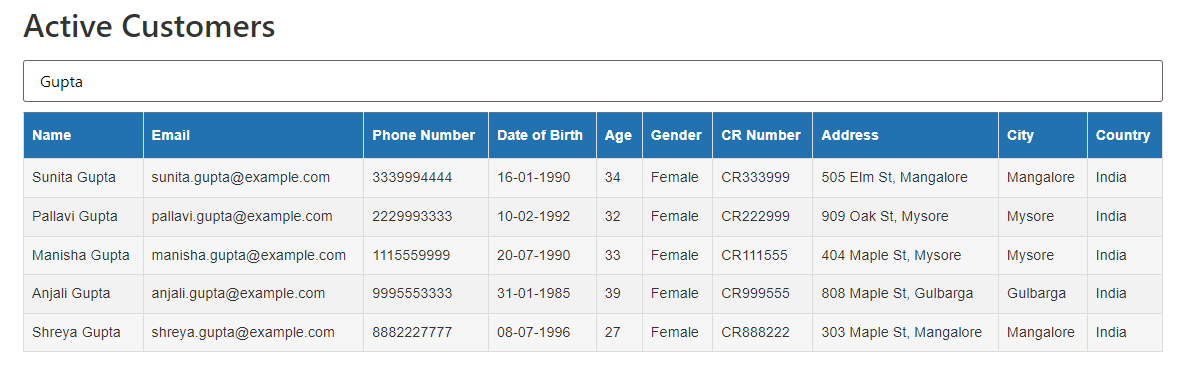 Active Customers
Gupta
Name Email Phone Number Date of Birth Age Gender CR Number Address City Country
Sunita Gupta sunita.gupta@example.com 3339994444 16-01-1990 34 Female CR333999 505 Elm St, Mangalore Mangalore India
Pallavi Gupta pallavi.gupta@example.com 2229993333 10-02-1992 32 Female CR222999 909 Oak St, Mysore Mysore India
Manisha Gupta manisha.gupta@example.com 1115559999 20-07-1990 33 Female CR111555 404 Maple St, Mysore Mysore India
Anjali Gupta anjali.gupta@example.com 9995553333 31-01-1985 39 Female CR999555 808 Maple St, Gulbarga Gulbarga India
Shreya Gupta shreya.gupta@example.com 8882227777 08-07-1996 27 Female CR888222 303 Maple St, Mangalore Mangalore India